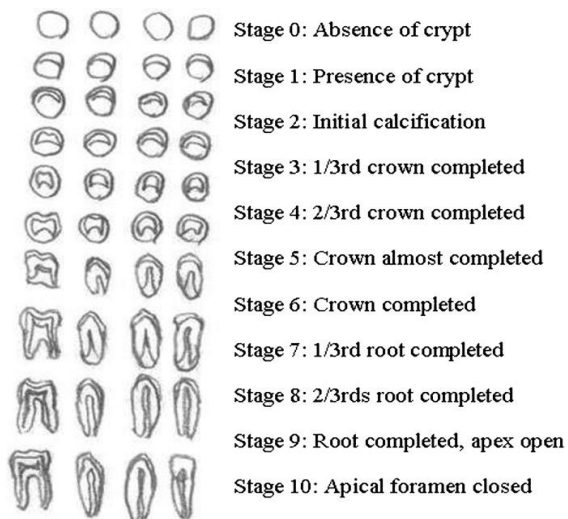 Stage 0: Absence of crypt
Stage 1: Presence of crypt
Stage 2: Initial calcification
Stage 3: 1/3rd crown completed
Stage 4: 2/3rd crown completed
Stage 5: Crown almost completed
Stage 6: Crown completed
Stage 7: 1/3rd root completed
Stage 8: 2/3rds root completed
Stage 9: Root completed, apex open
Stage 10: Apical foramen closed